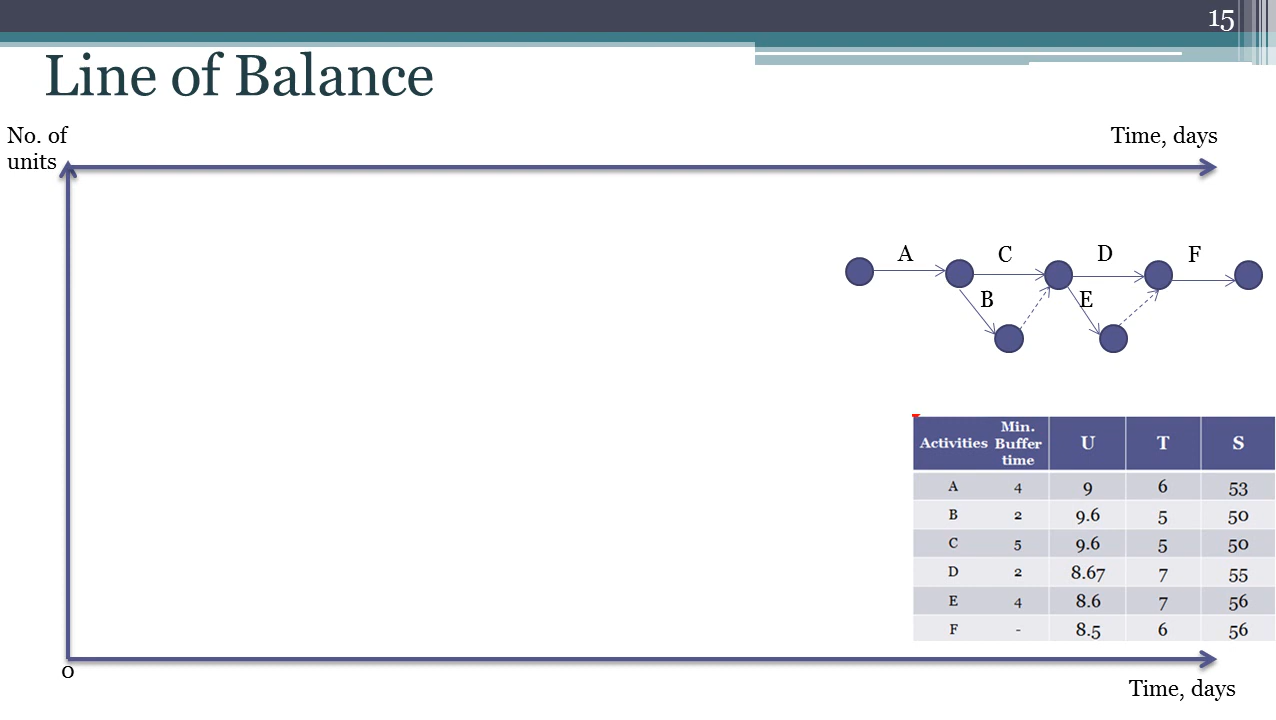 15
Line of Balance
No. of
units
Time, days
A
C
D
F
B
E
Activities Min. Buffer time U T S
A 4 9 6 53
B 2 9.6 5 50
C 5 9.6 5 50
D 2 8.67 7 55
E 4 8.6 7 56
F - 8.5 6 56
0
Time, days